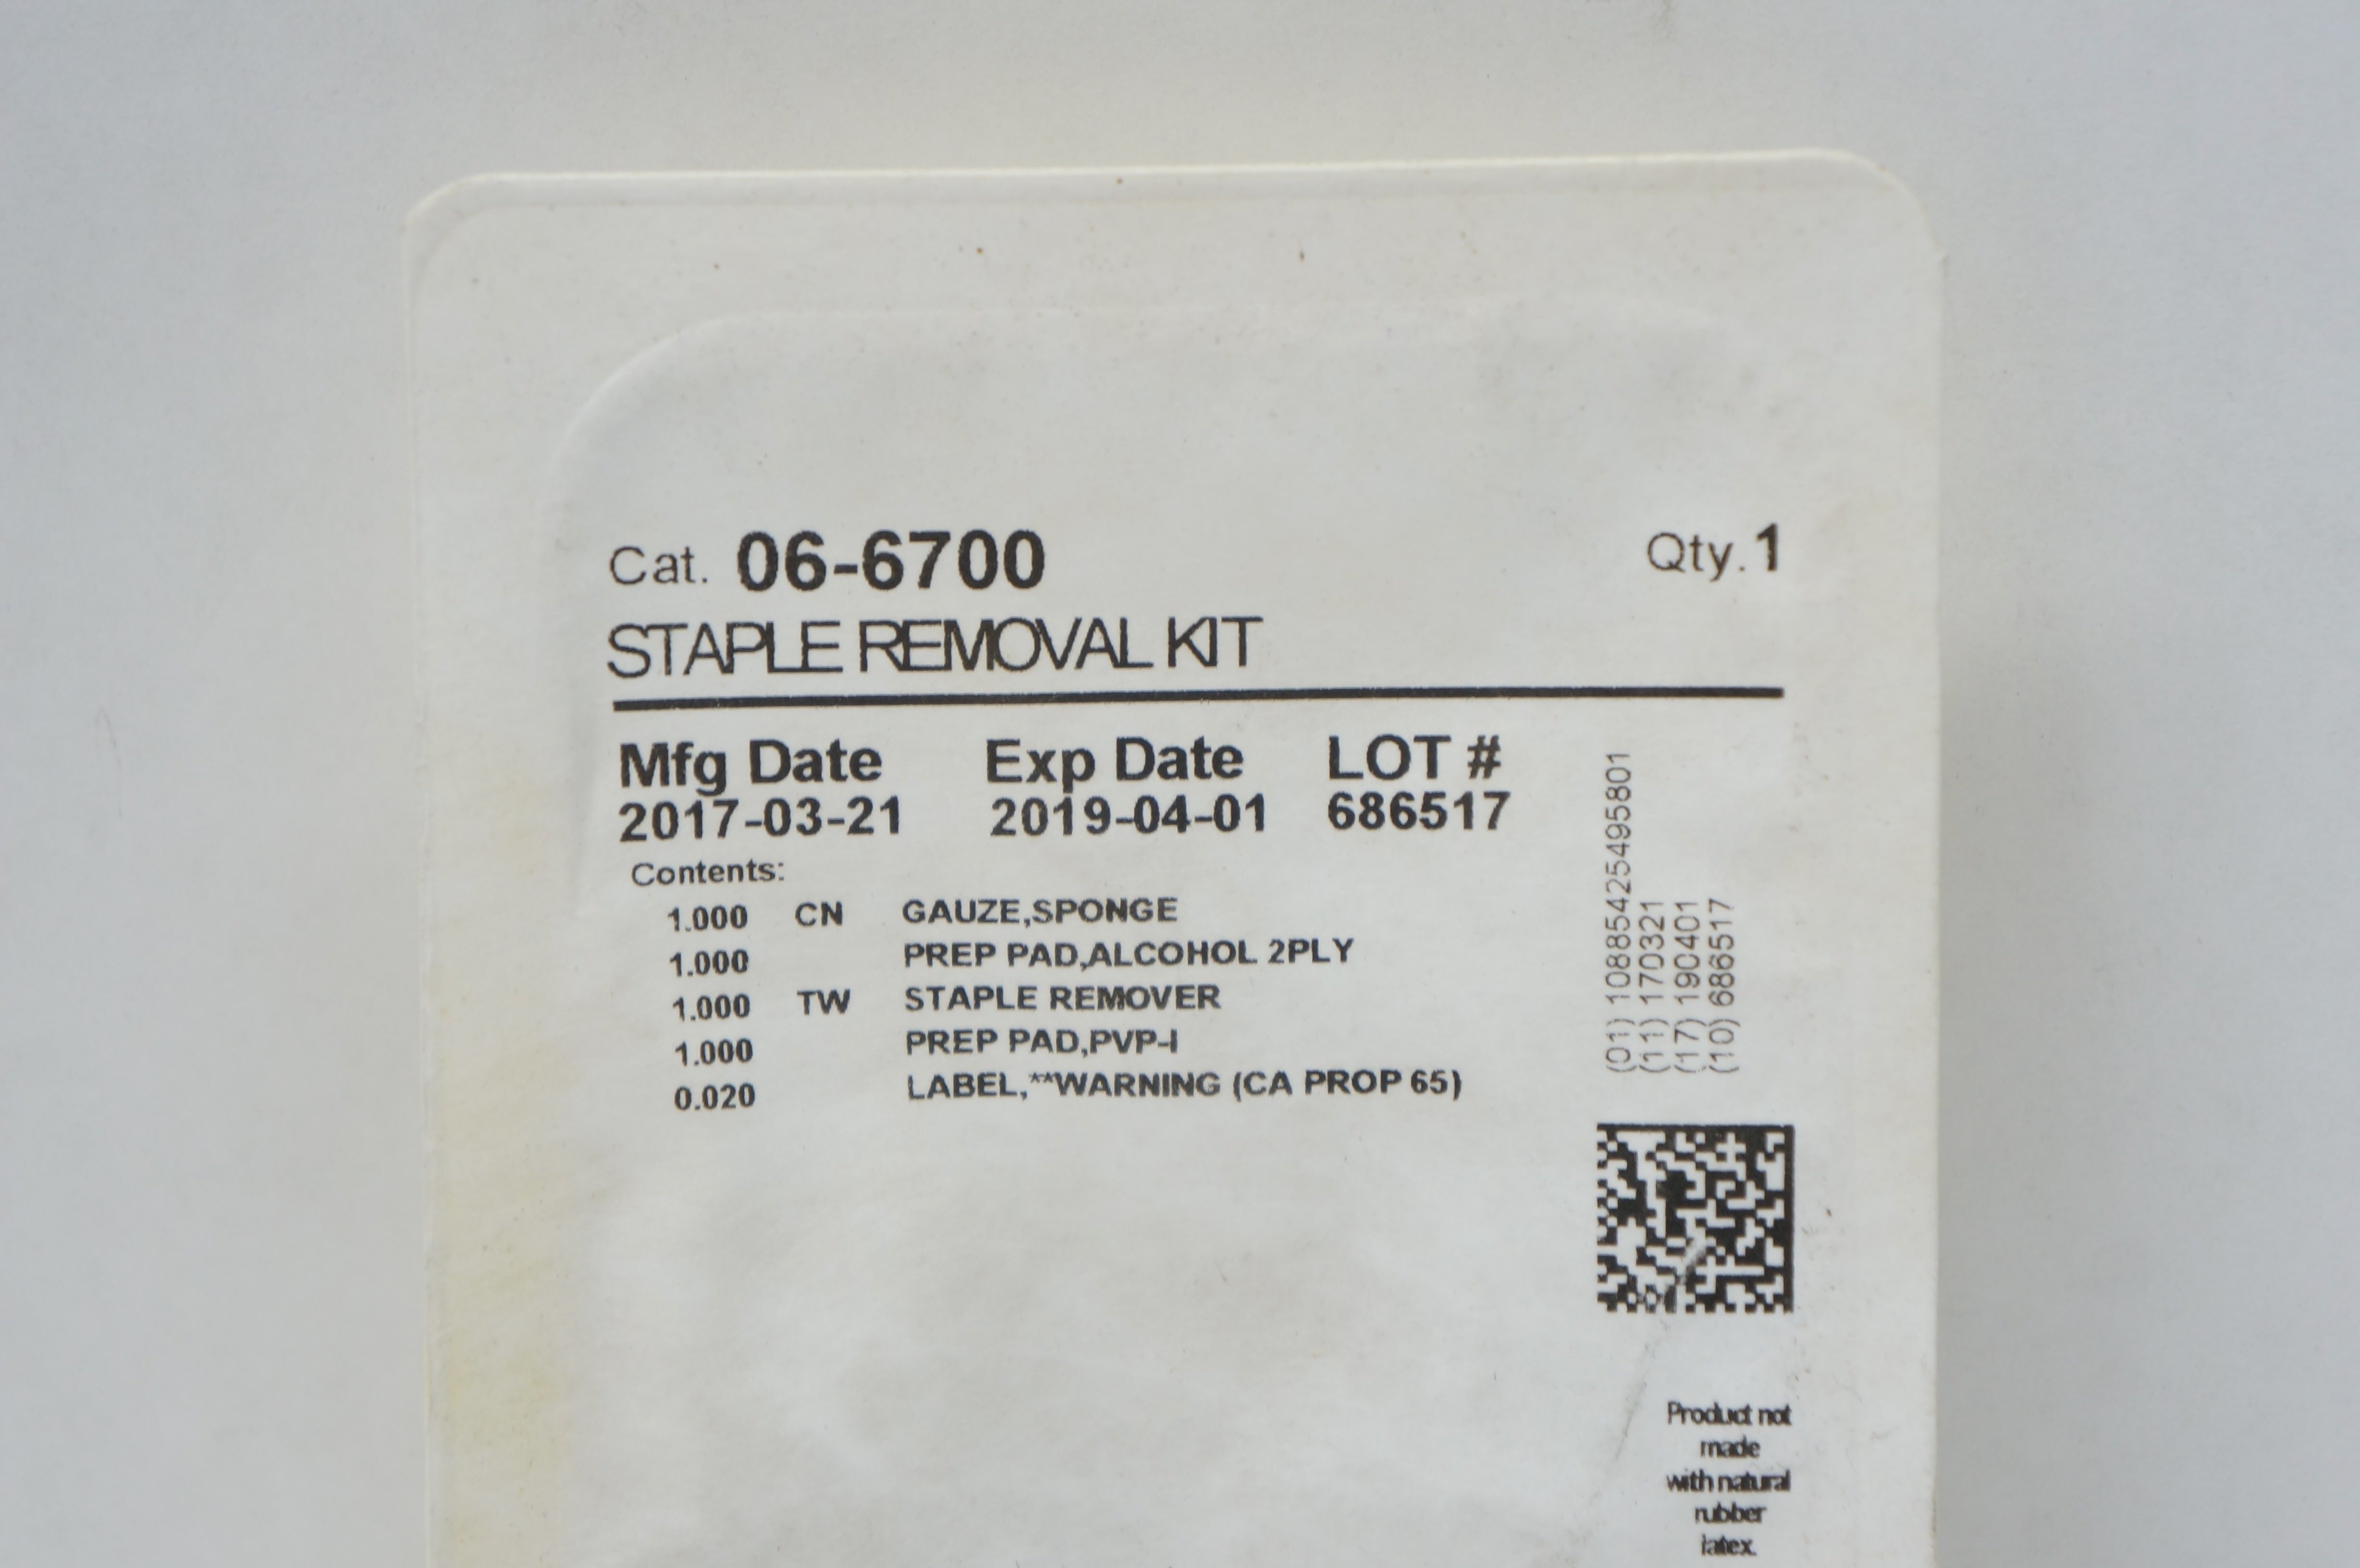 Cat. 06-6700 Qty.1
STAPLE REMOVAL KIT
Mfg Date Exp Date LOT #
2017-03-21 2019-04-01 686517
Contents:
1.000 CN GAUZE,SPONGE
1.000 PREP PAD,ALCOHOL 2PLY
1.000 TW STAPLE REMOVER
1.000 PREP PAD,PVP-I
0.020 LABEL,**WARNING (CA PROP 65)
(01) 10885425495801
(11) 170321
(17) 190401
(10) 686517
Product not
made
with natural
rubber
latex.